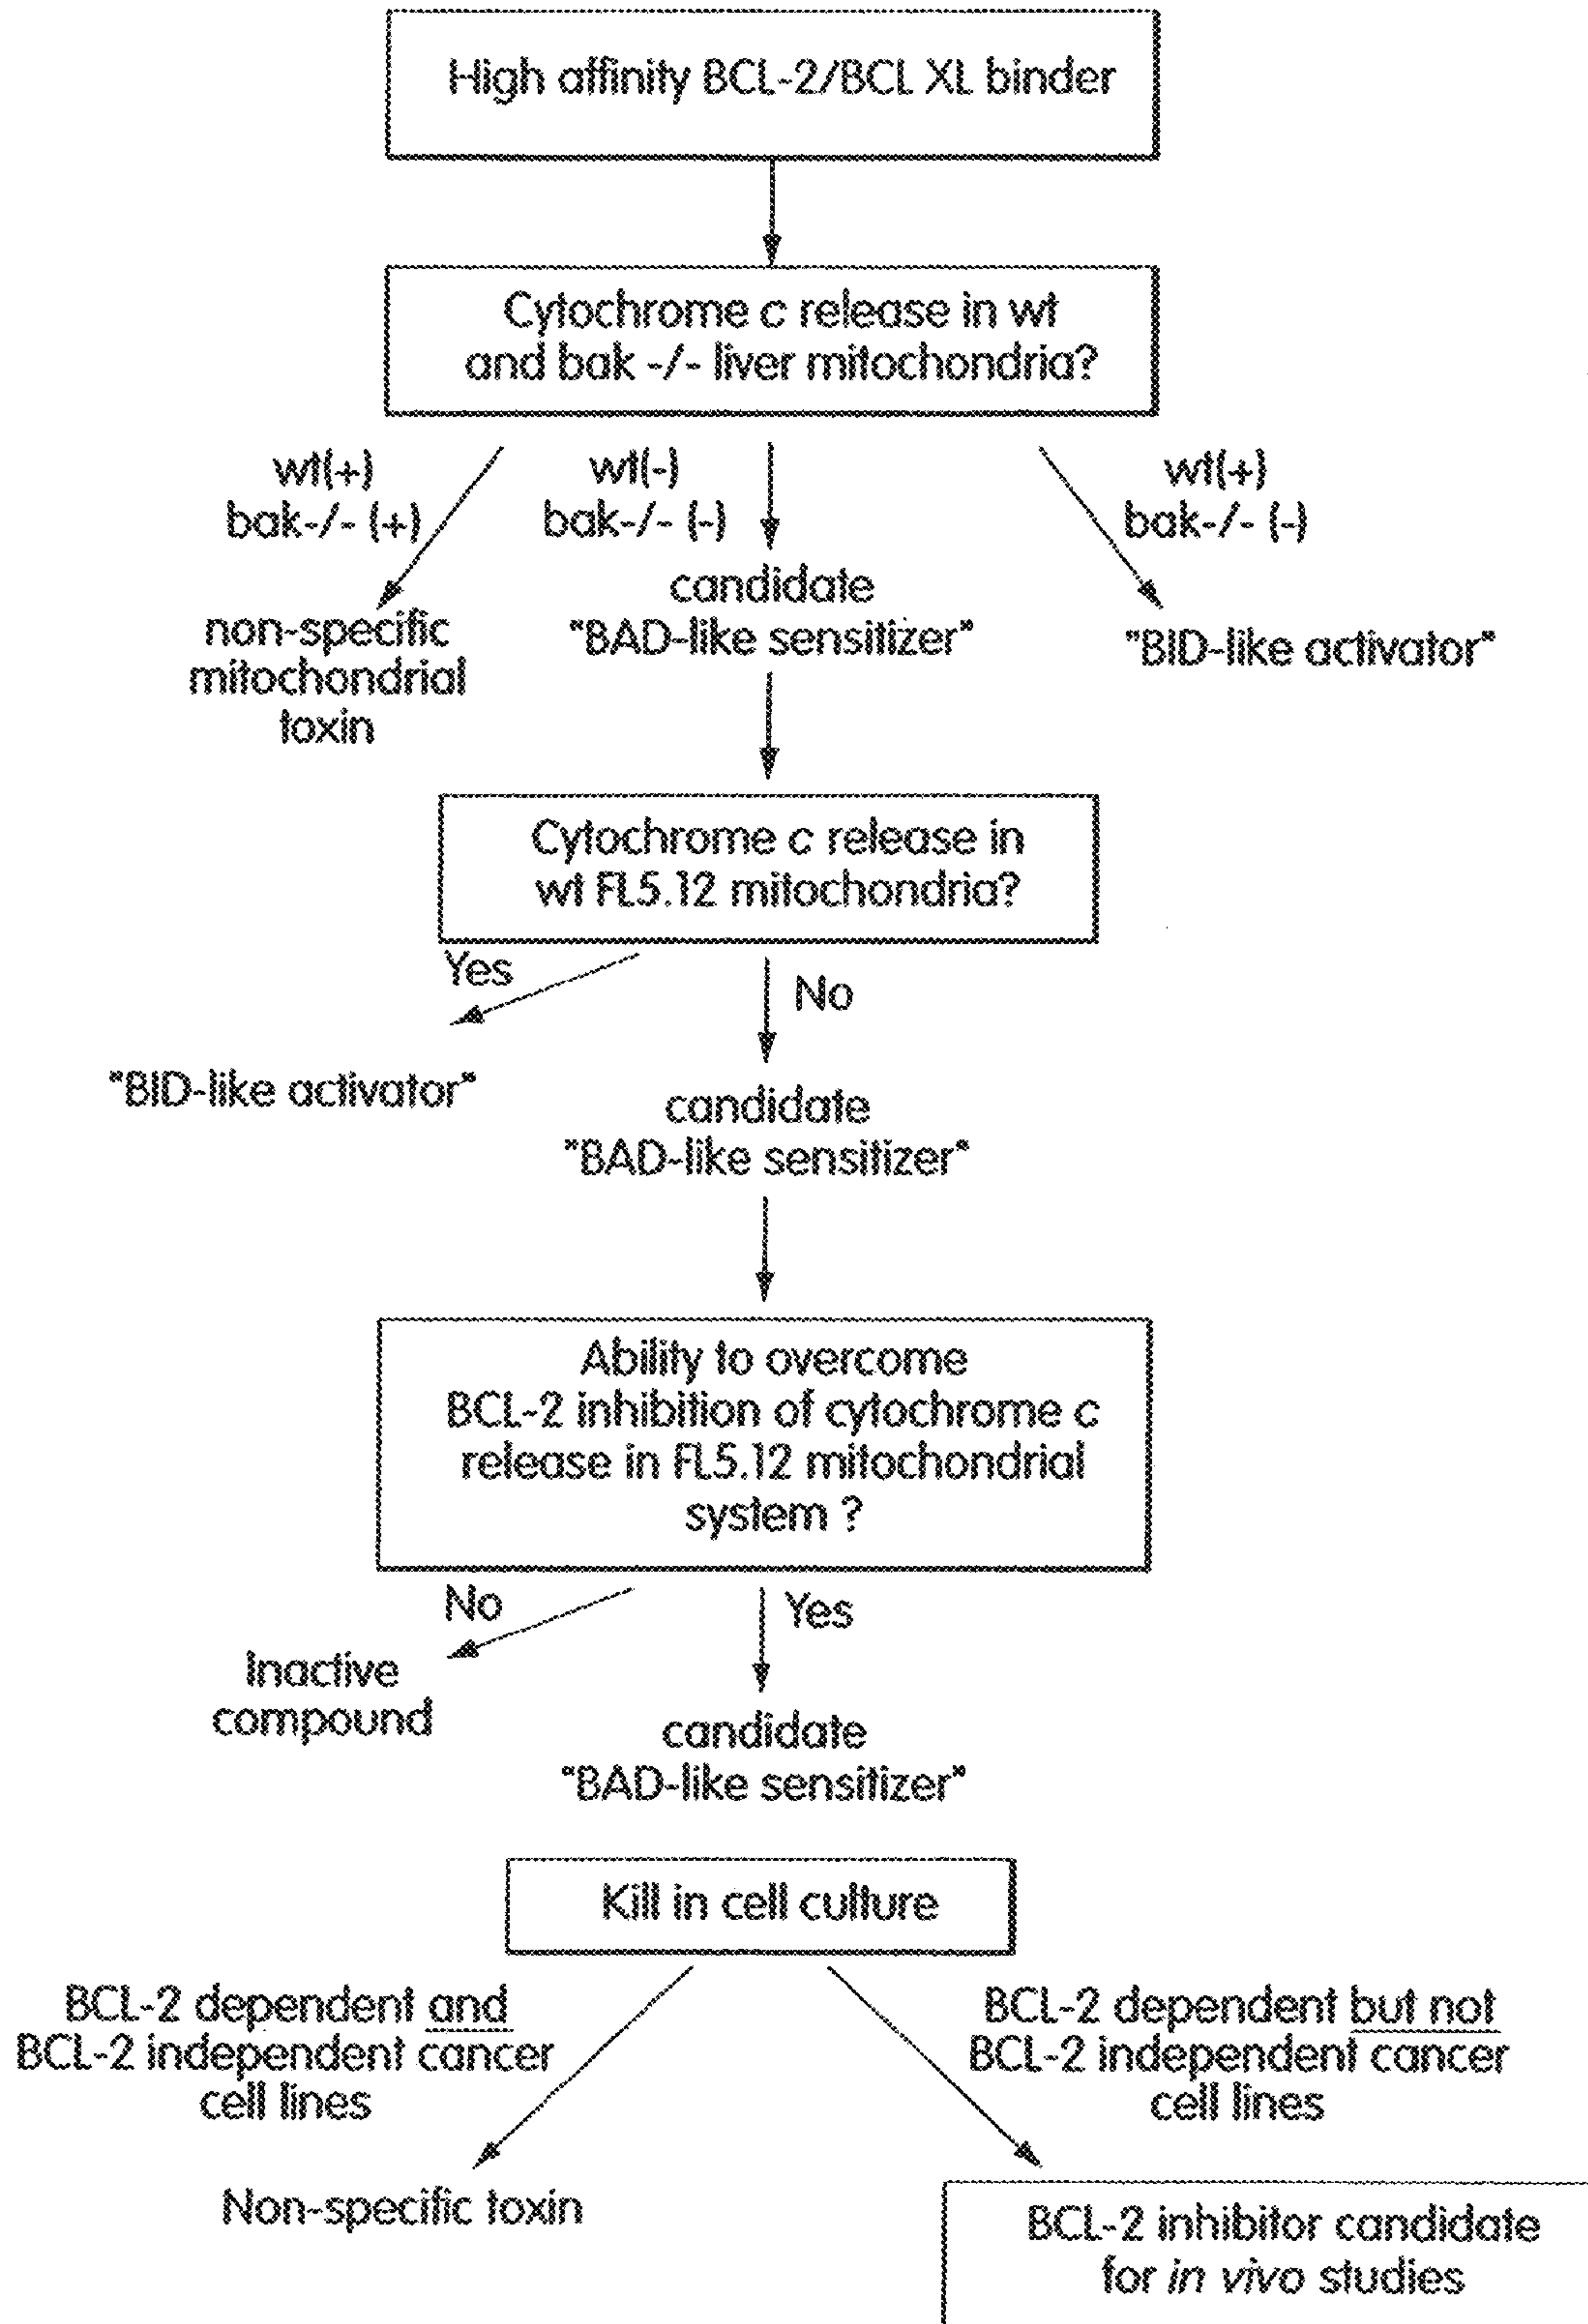 High affinity BCL-2/BCL XL binder
Cytochrome c release in wt
and bak -/- liver mitochondria?
wt(+)
bak-/- (+)
wt(-)
bak-/- (-)
wt(+)
bak-/- (-)
non-specific
mitochondrial
toxin
candidate
"BAD-like sensitizer"
"BID-like activator"
Cytochrome c release in
wt FL5.12 mitochondria?
Yes
No
"BID-like activator"
candidate
"BAD-like sensitizer"
Ability to overcome
BCL-2 inhibition of cytochrome c
release in FL5.12 mitochondrial
system ?
No
Yes
Inactive
compound
candidate
"BAD-like sensitizer"
Kill in cell culture
BCL-2 dependent and
BCL-2 independent cancer
cell lines
BCL-2 dependent but not
BCL-2 independent cancer
cell lines
Non-specific toxin
BCL-2 inhibitor candidate
for in vivo studies